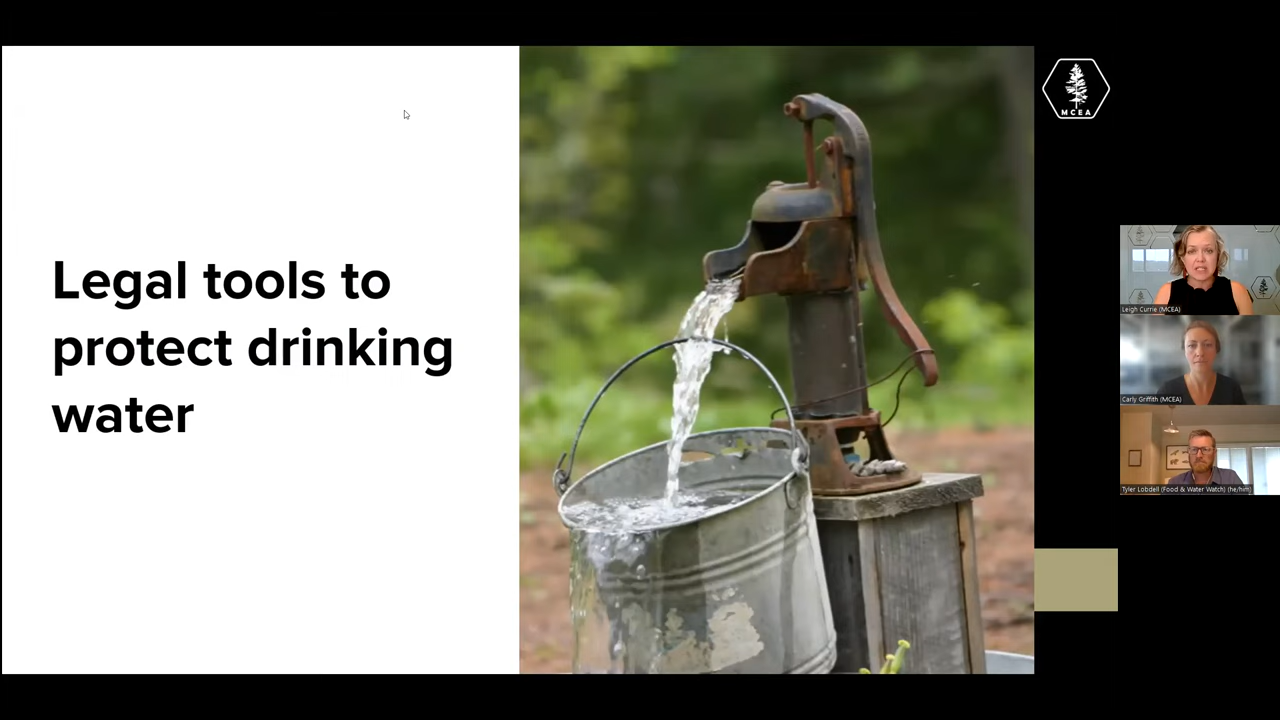 Legal tools to
protect drinking
water
MCEA
Leigh Currie (MCEA)
Carly Griffith (MCEA)
Tyler Lobdell (Food & Water Watch) (he/him)